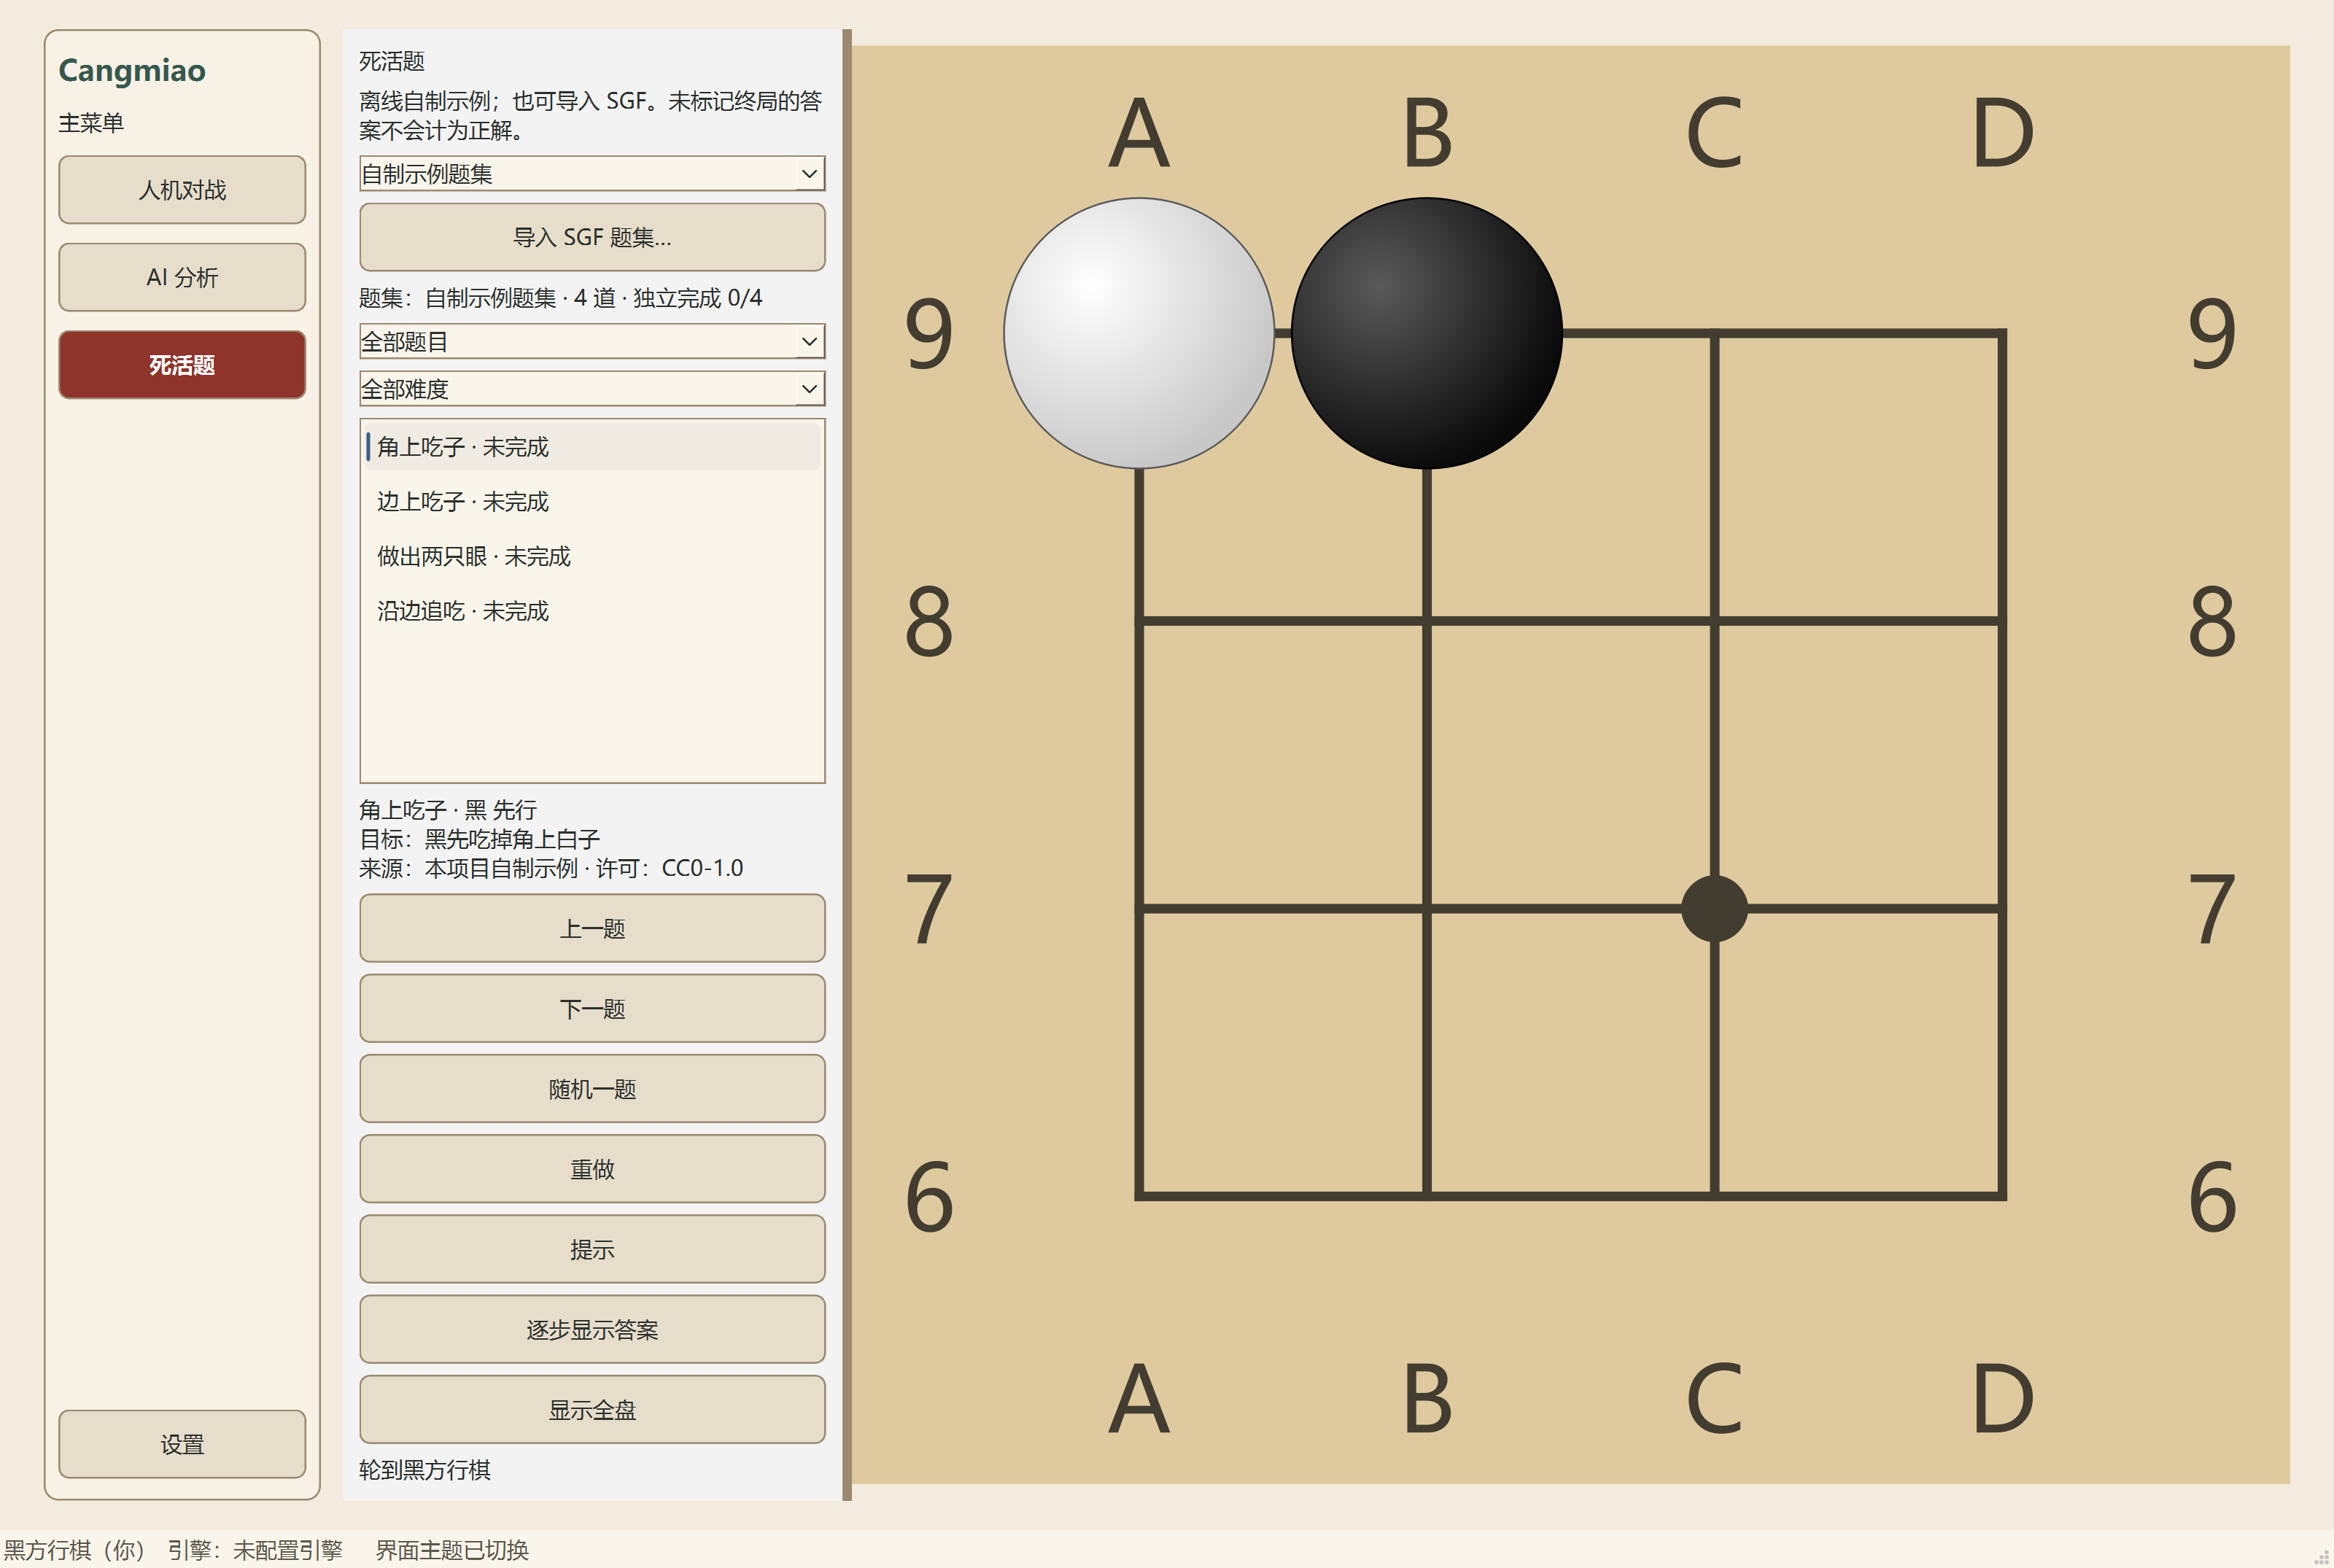 Cangmiao
主菜单
人机对战
AI 分析
死活题
设置
死活题
离线自制示例；也可导入 SGF。未标记终局的答
案不会计为正解。
自制示例题集
导入 SGF 题集...
题集：自制示例题集 · 4 道 · 独立完成 0/4
全部题目
全部难度
角上吃子 · 未完成
边上吃子 · 未完成
做出两只眼 · 未完成
沿边追吃 · 未完成
角上吃子 · 黑 先行
目标：黑先吃掉角上白子
来源：本项目自制示例 · 许可：CC0-1.0
上一题
下一题
随机一题
重做
提示
逐步显示答案
显示全盘
轮到黑方行棋
A B C D
9 9
8 8
7 7
6 6
A B C D
黑方行棋（你） 引擎：未配置引擎 界面主题已切换